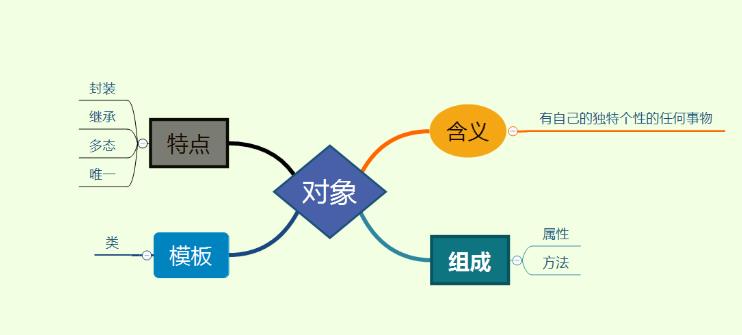 对象
含义
有自己的独特个性的任何事物
组成
属性
方法
特点
封装
继承
多态
唯一
模板
类